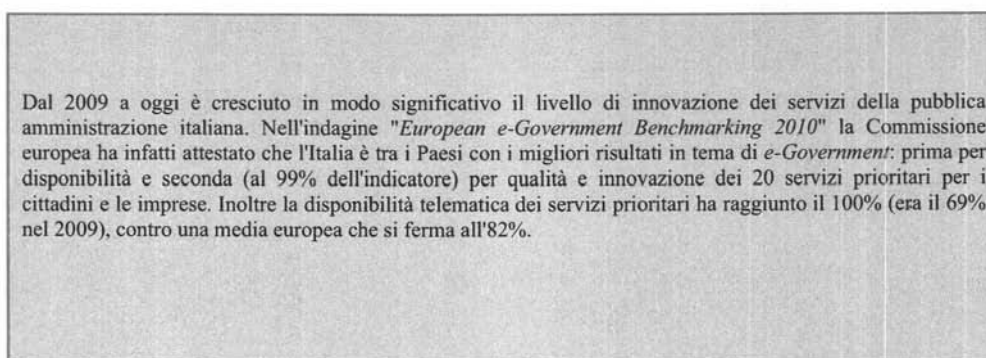 Dal 2009 a oggi è cresciuto in modo significativo il livello di innovazione dei servizi della pubblica
amministrazione italiana. Nell'indagine "European e-Government Benchmarking 2010" la Commissione
europea ha infatti attestato che l'Italia è tra i Paesi con i migliori risultati in tema di e-Government: prima per
disponibilità e seconda (al 99% dell'indicatore) per qualità e innovazione dei 20 servizi prioritari per i
cittadini e le imprese. Inoltre la disponibilità telematica dei servizi prioritari ha raggiunto il 100% (era il 69%
nel 2009), contro una media europea che si ferma all'82%.